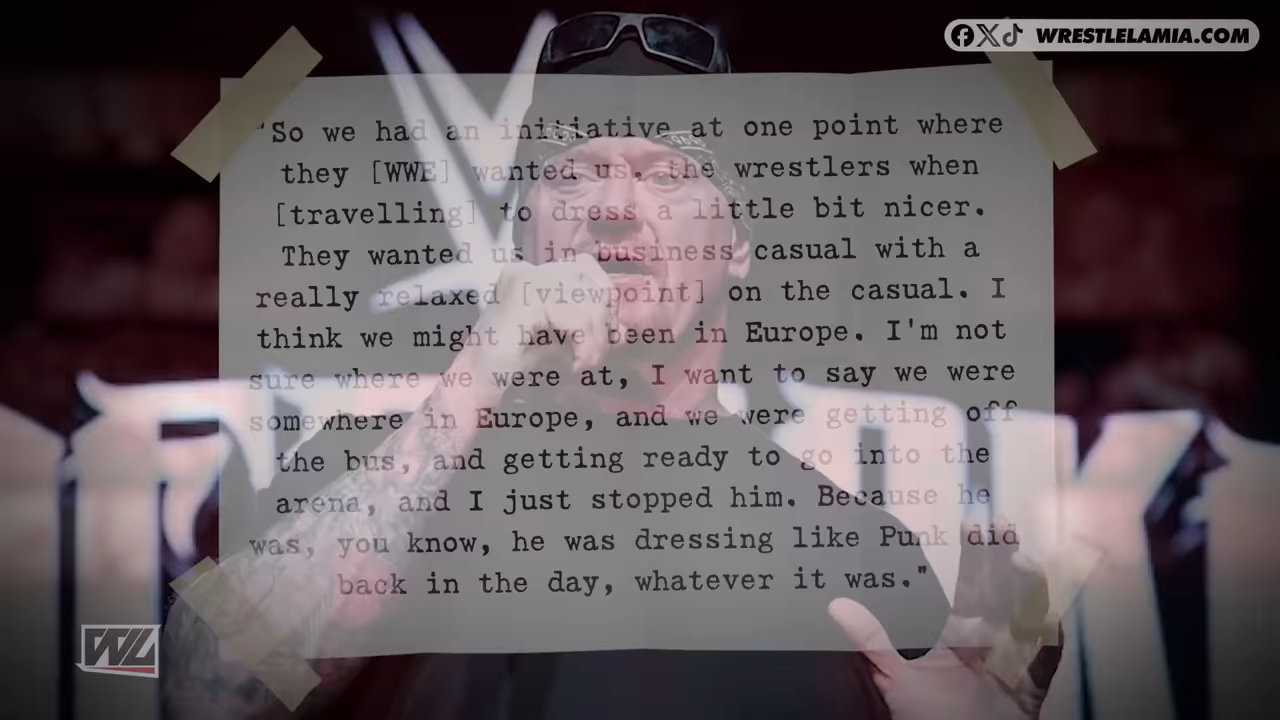 WRESTLELAMIA.COM
"So we had an initiative at one point where
they [WWE] wanted us, the wrestlers when
[travelling] to dress a little bit nicer.
They wanted us in business casual with a
really relaxed [viewpoint] on the casual. I
think we might have been in Europe. I'm not
sure where we were at, I want to say we were
somewhere in Europe, and we were getting off
the bus, and getting ready to go into the
arena, and I just stopped him. Because he
was, you know, he was dressing like Punk did
back in the day, whatever it was."
WL